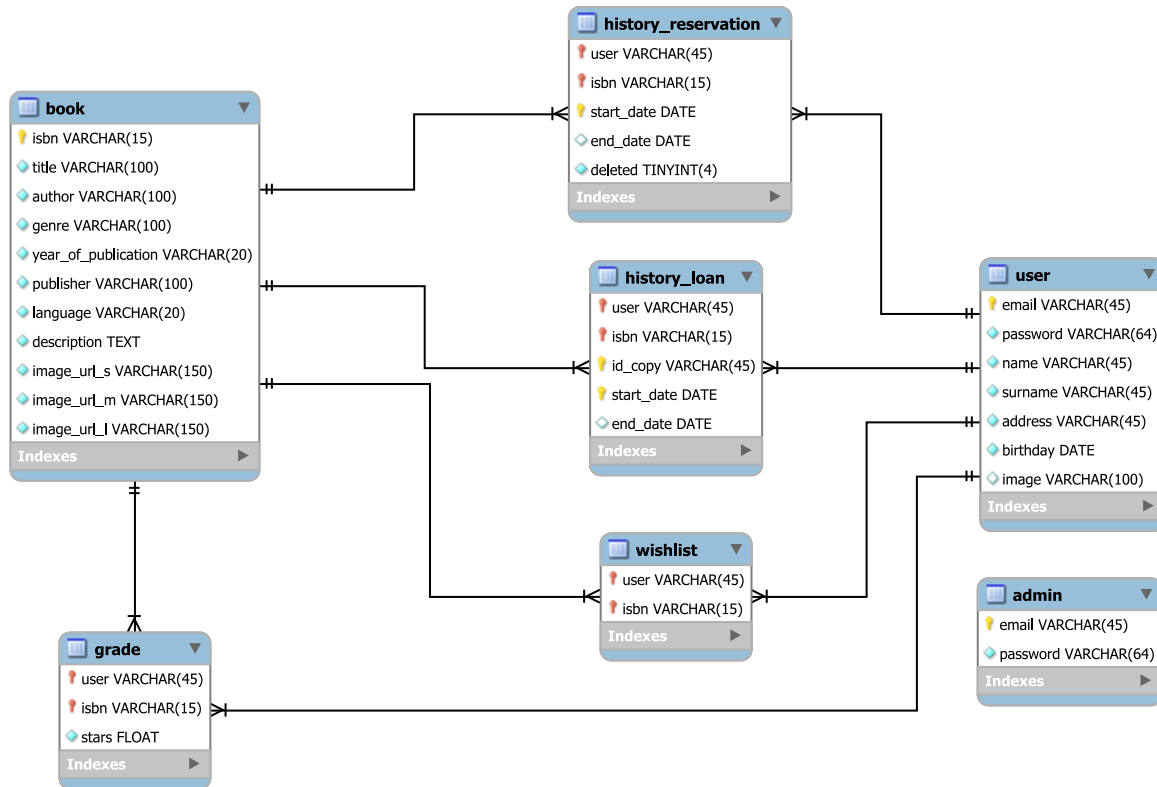 history_reservation
user VARCHAR(45)
isbn VARCHAR(15)
start_date DATE
end_date DATE
deleted TINYINT(4)
Indexes
book
isbn VARCHAR(15)
title VARCHAR(100)
author VARCHAR(100)
genre VARCHAR(100)
year_of_publication VARCHAR(20)
publisher VARCHAR(100)
language VARCHAR(20)
description TEXT
image_url_s VARCHAR(150)
image_url_m VARCHAR(150)
image_url_l VARCHAR(150)
Indexes
history_loan
user VARCHAR(45)
isbn VARCHAR(15)
id_copy VARCHAR(45)
start_date DATE
end_date DATE
Indexes
user
email VARCHAR(45)
password VARCHAR(64)
name VARCHAR(45)
surname VARCHAR(45)
address VARCHAR(45)
birthday DATE
image VARCHAR(100)
Indexes
wishlist
user VARCHAR(45)
isbn VARCHAR(15)
Indexes
admin
email VARCHAR(45)
password VARCHAR(64)
Indexes
grade
user VARCHAR(45)
isbn VARCHAR(15)
stars FLOAT
Indexes